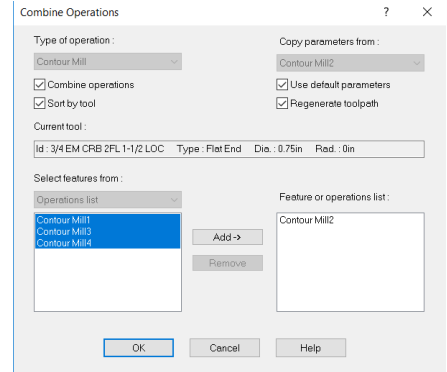 Combine Operations ? ×
Type of operation :
Copy parameters from :
Contour Mill
Contour Mill2
Combine operations
Use default parameters
Sort by tool
Regenerate toolpath
Current tool :
Id : 3/4 EM CRB 2FL 1-1/2 LOC Type : Flat End Dia. : 0.75in Rad. : 0in
Select features from :
Operations list
Feature or operations list :
Contour Mill1
Contour Mill3
Contour Mill4
Contour Mill2
Add ->
Remove
OK Cancel Help